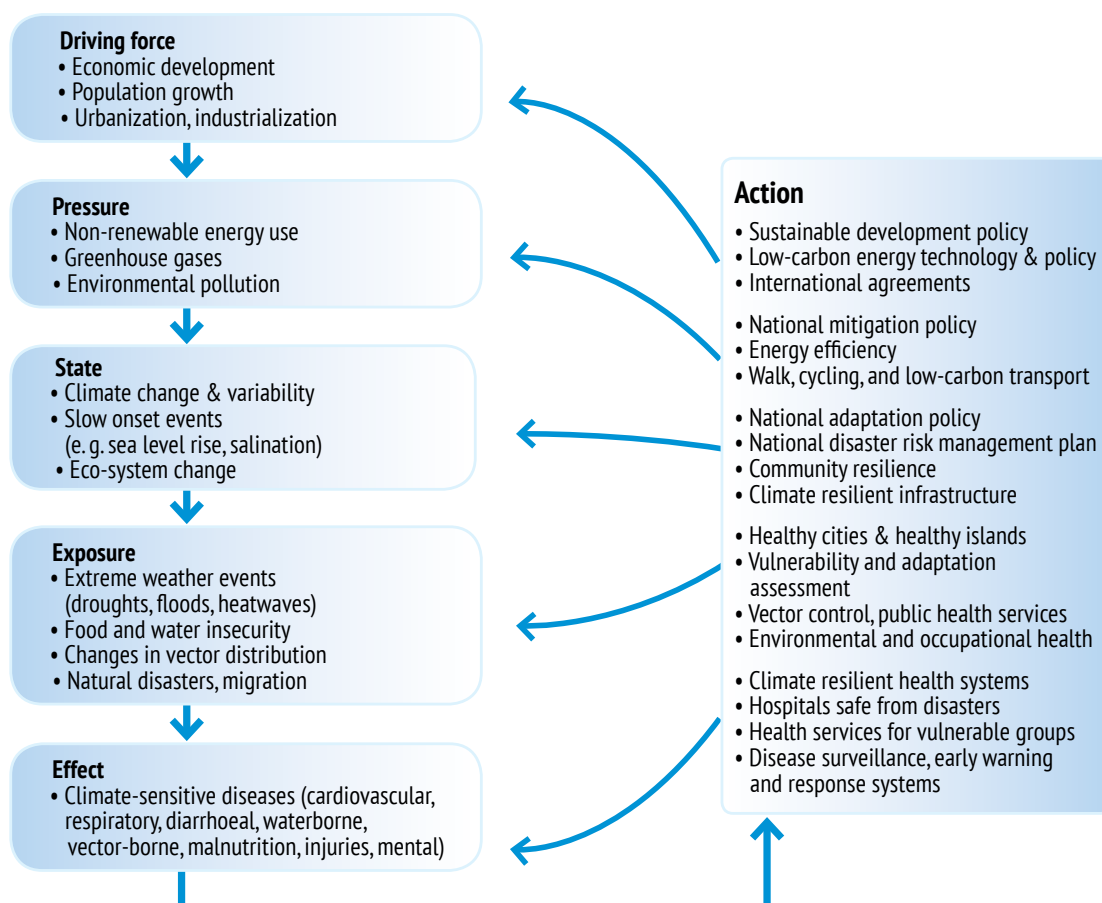 Driving force
• Economic development
• Population growth
• Urbanization, industrialization
Pressure
• Non-renewable energy use
• Greenhouse gases
• Environmental pollution
State
• Climate change & variability
• Slow onset events
(e. g. sea level rise, salination)
• Eco-system change
Exposure
• Extreme weather events
(droughts, floods, heatwaves)
• Food and water insecurity
• Changes in vector distribution
• Natural disasters, migration
Effect
• Climate-sensitive diseases (cardiovascular,
respiratory, diarrhoeal, waterborne,
vector-borne, malnutrition, injuries, mental)
Action
• Sustainable development policy
• Low-carbon energy technology & policy
• International agreements
• National mitigation policy
• Energy efficiency
• Walk, cycling, and low-carbon transport
• National adaptation policy
• National disaster risk management plan
• Community resilience
• Climate resilient infrastructure
• Healthy cities & healthy islands
• Vulnerability and adaptation
assessment
• Vector control, public health services
• Environmental and occupational health
• Climate resilient health systems
• Hospitals safe from disasters
• Health services for vulnerable groups
• Disease surveillance, early warning
and response systems